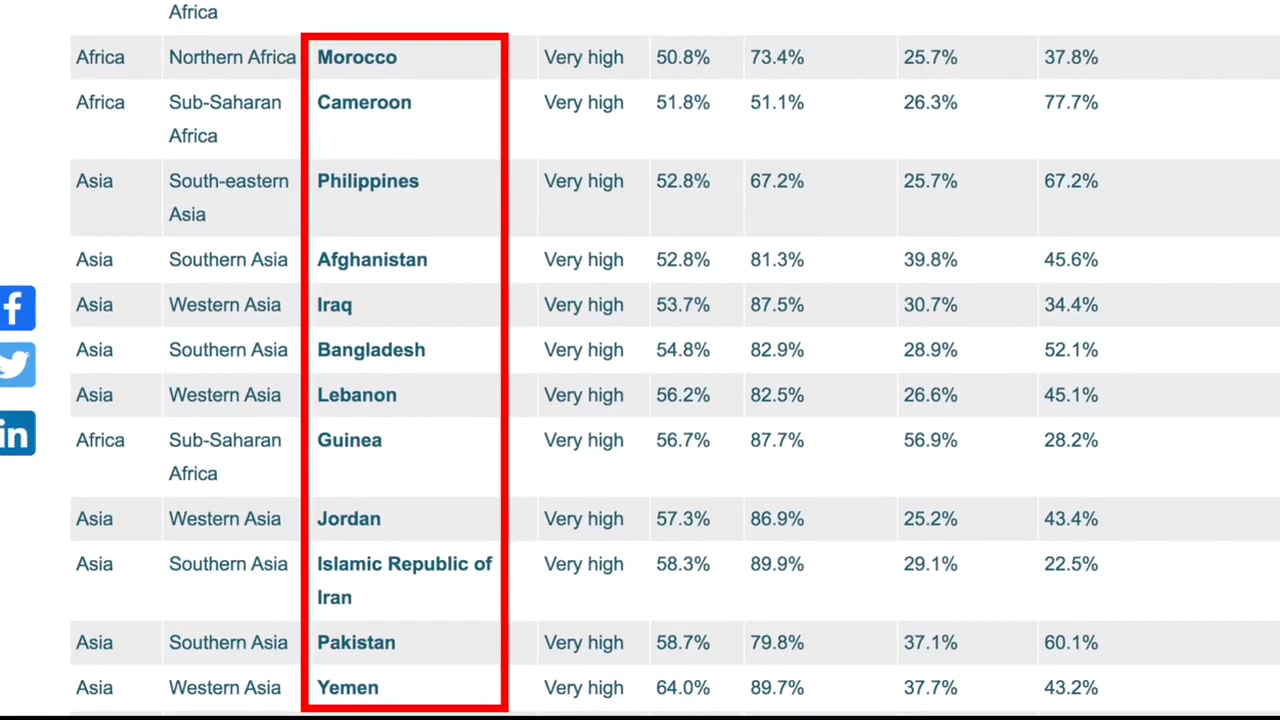 Africa
Africa Northern Africa Morocco Very high 50.8% 73.4% 25.7% 37.8%
Africa Sub-Saharan Cameroon Very high 51.8% 51.1% 26.3% 77.7%
Africa
Asia South-eastern Philippines Very high 52.8% 67.2% 25.7% 67.2%
Asia
Asia Southern Asia Afghanistan Very high 52.8% 81.3% 39.8% 45.6%
Asia Western Asia Iraq Very high 53.7% 87.5% 30.7% 34.4%
Asia Southern Asia Bangladesh Very high 54.8% 82.9% 28.9% 52.1%
Asia Western Asia Lebanon Very high 56.2% 82.5% 26.6% 45.1%
Africa Sub-Saharan Guinea Very high 56.7% 87.7% 56.9% 28.2%
Africa
Asia Western Asia Jordan Very high 57.3% 86.9% 25.2% 43.4%
Asia Southern Asia Islamic Republic of Very high 58.3% 89.9% 29.1% 22.5%
Iran
Asia Southern Asia Pakistan Very high 58.7% 79.8% 37.1% 60.1%
Asia Western Asia Yemen Very high 64.0% 89.7% 37.7% 43.2%
f
in